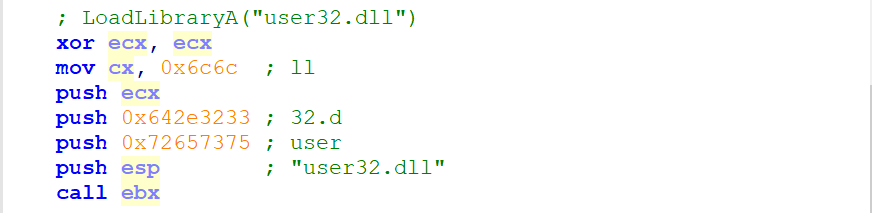 ; LoadLibraryA("user32.dll")
xor ecx, ecx
mov cx, 0x6c6c  ; ll
push ecx
push 0x642e3233 ; 32.d
push 0x72657375 ; user
push esp        ; "user32.dll"
call ebx